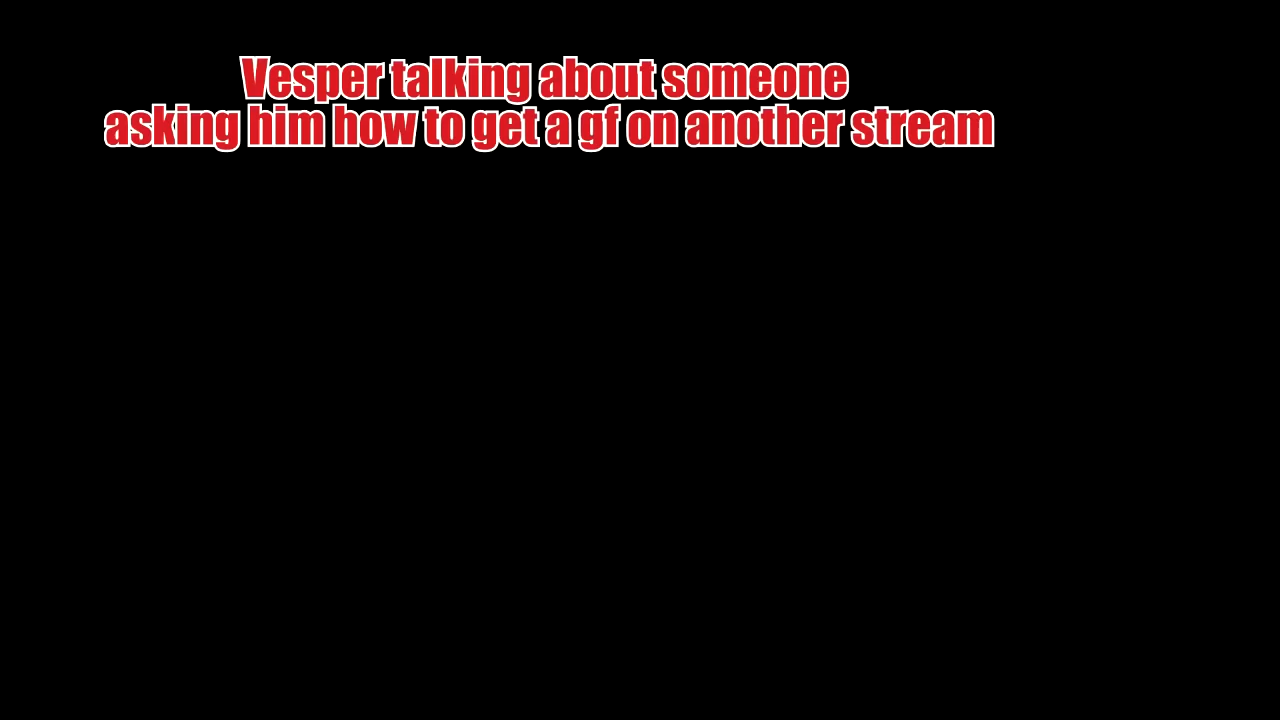 Vesper talking about someone
asking him how to get a gf on another stream